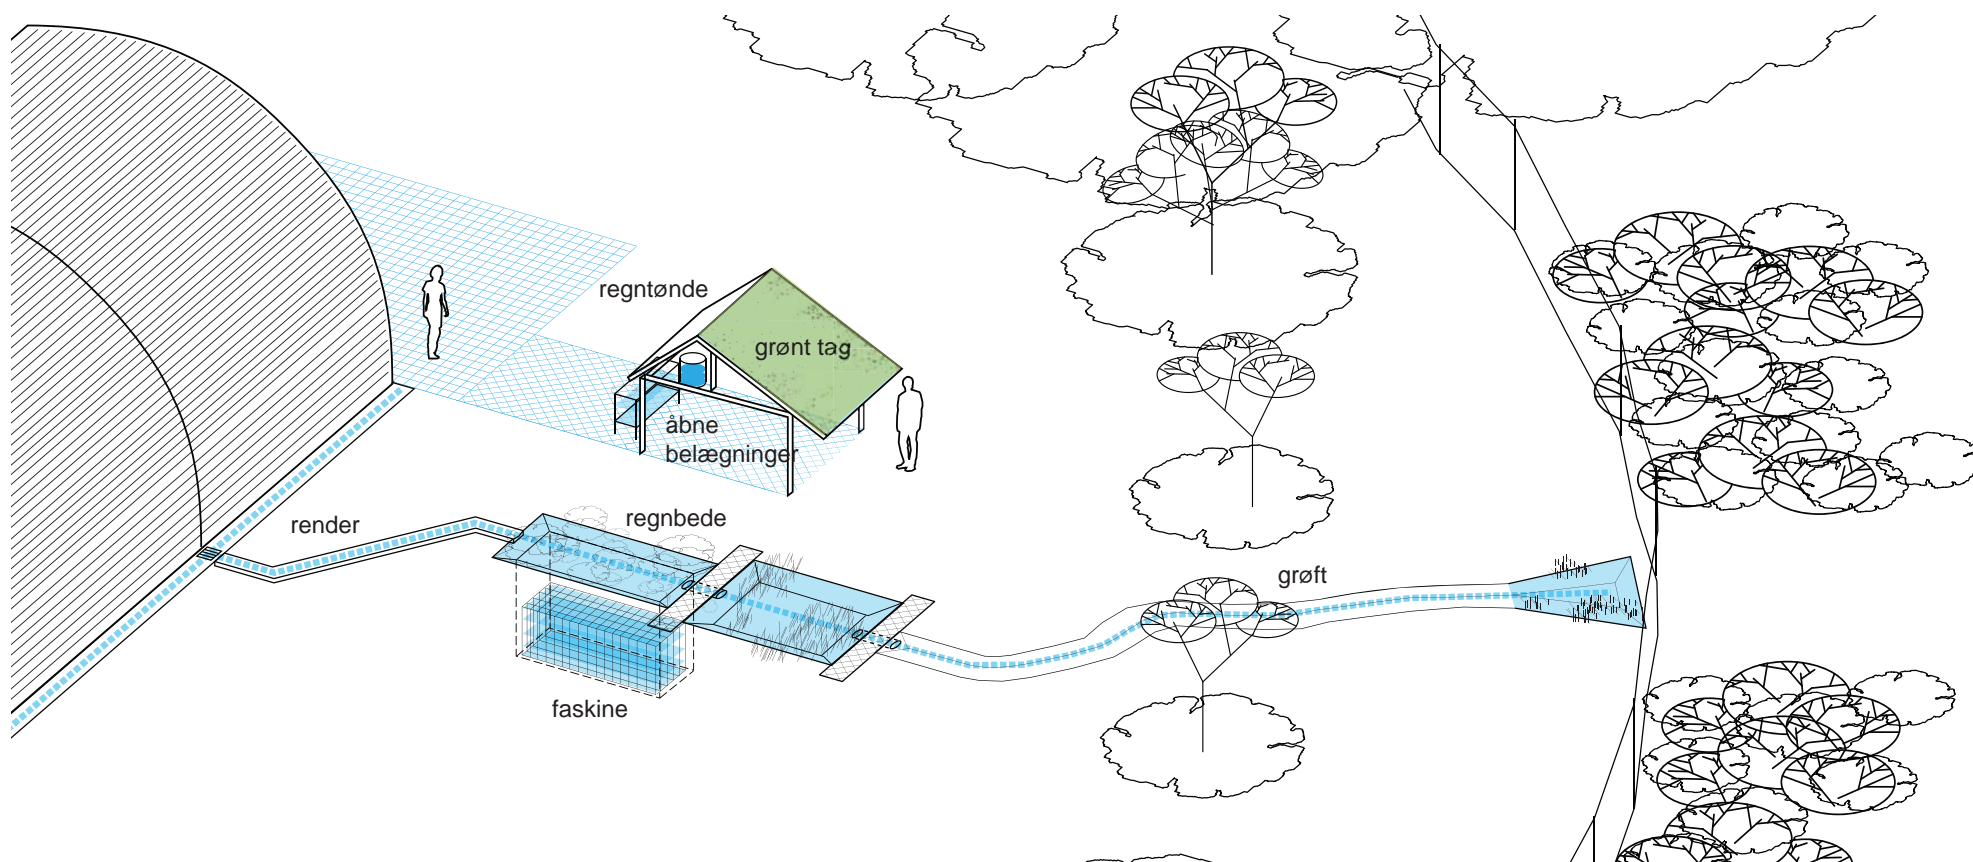 regntønde
grønt tag
åbne
belægninger
render
regnbede
grøft
faskine